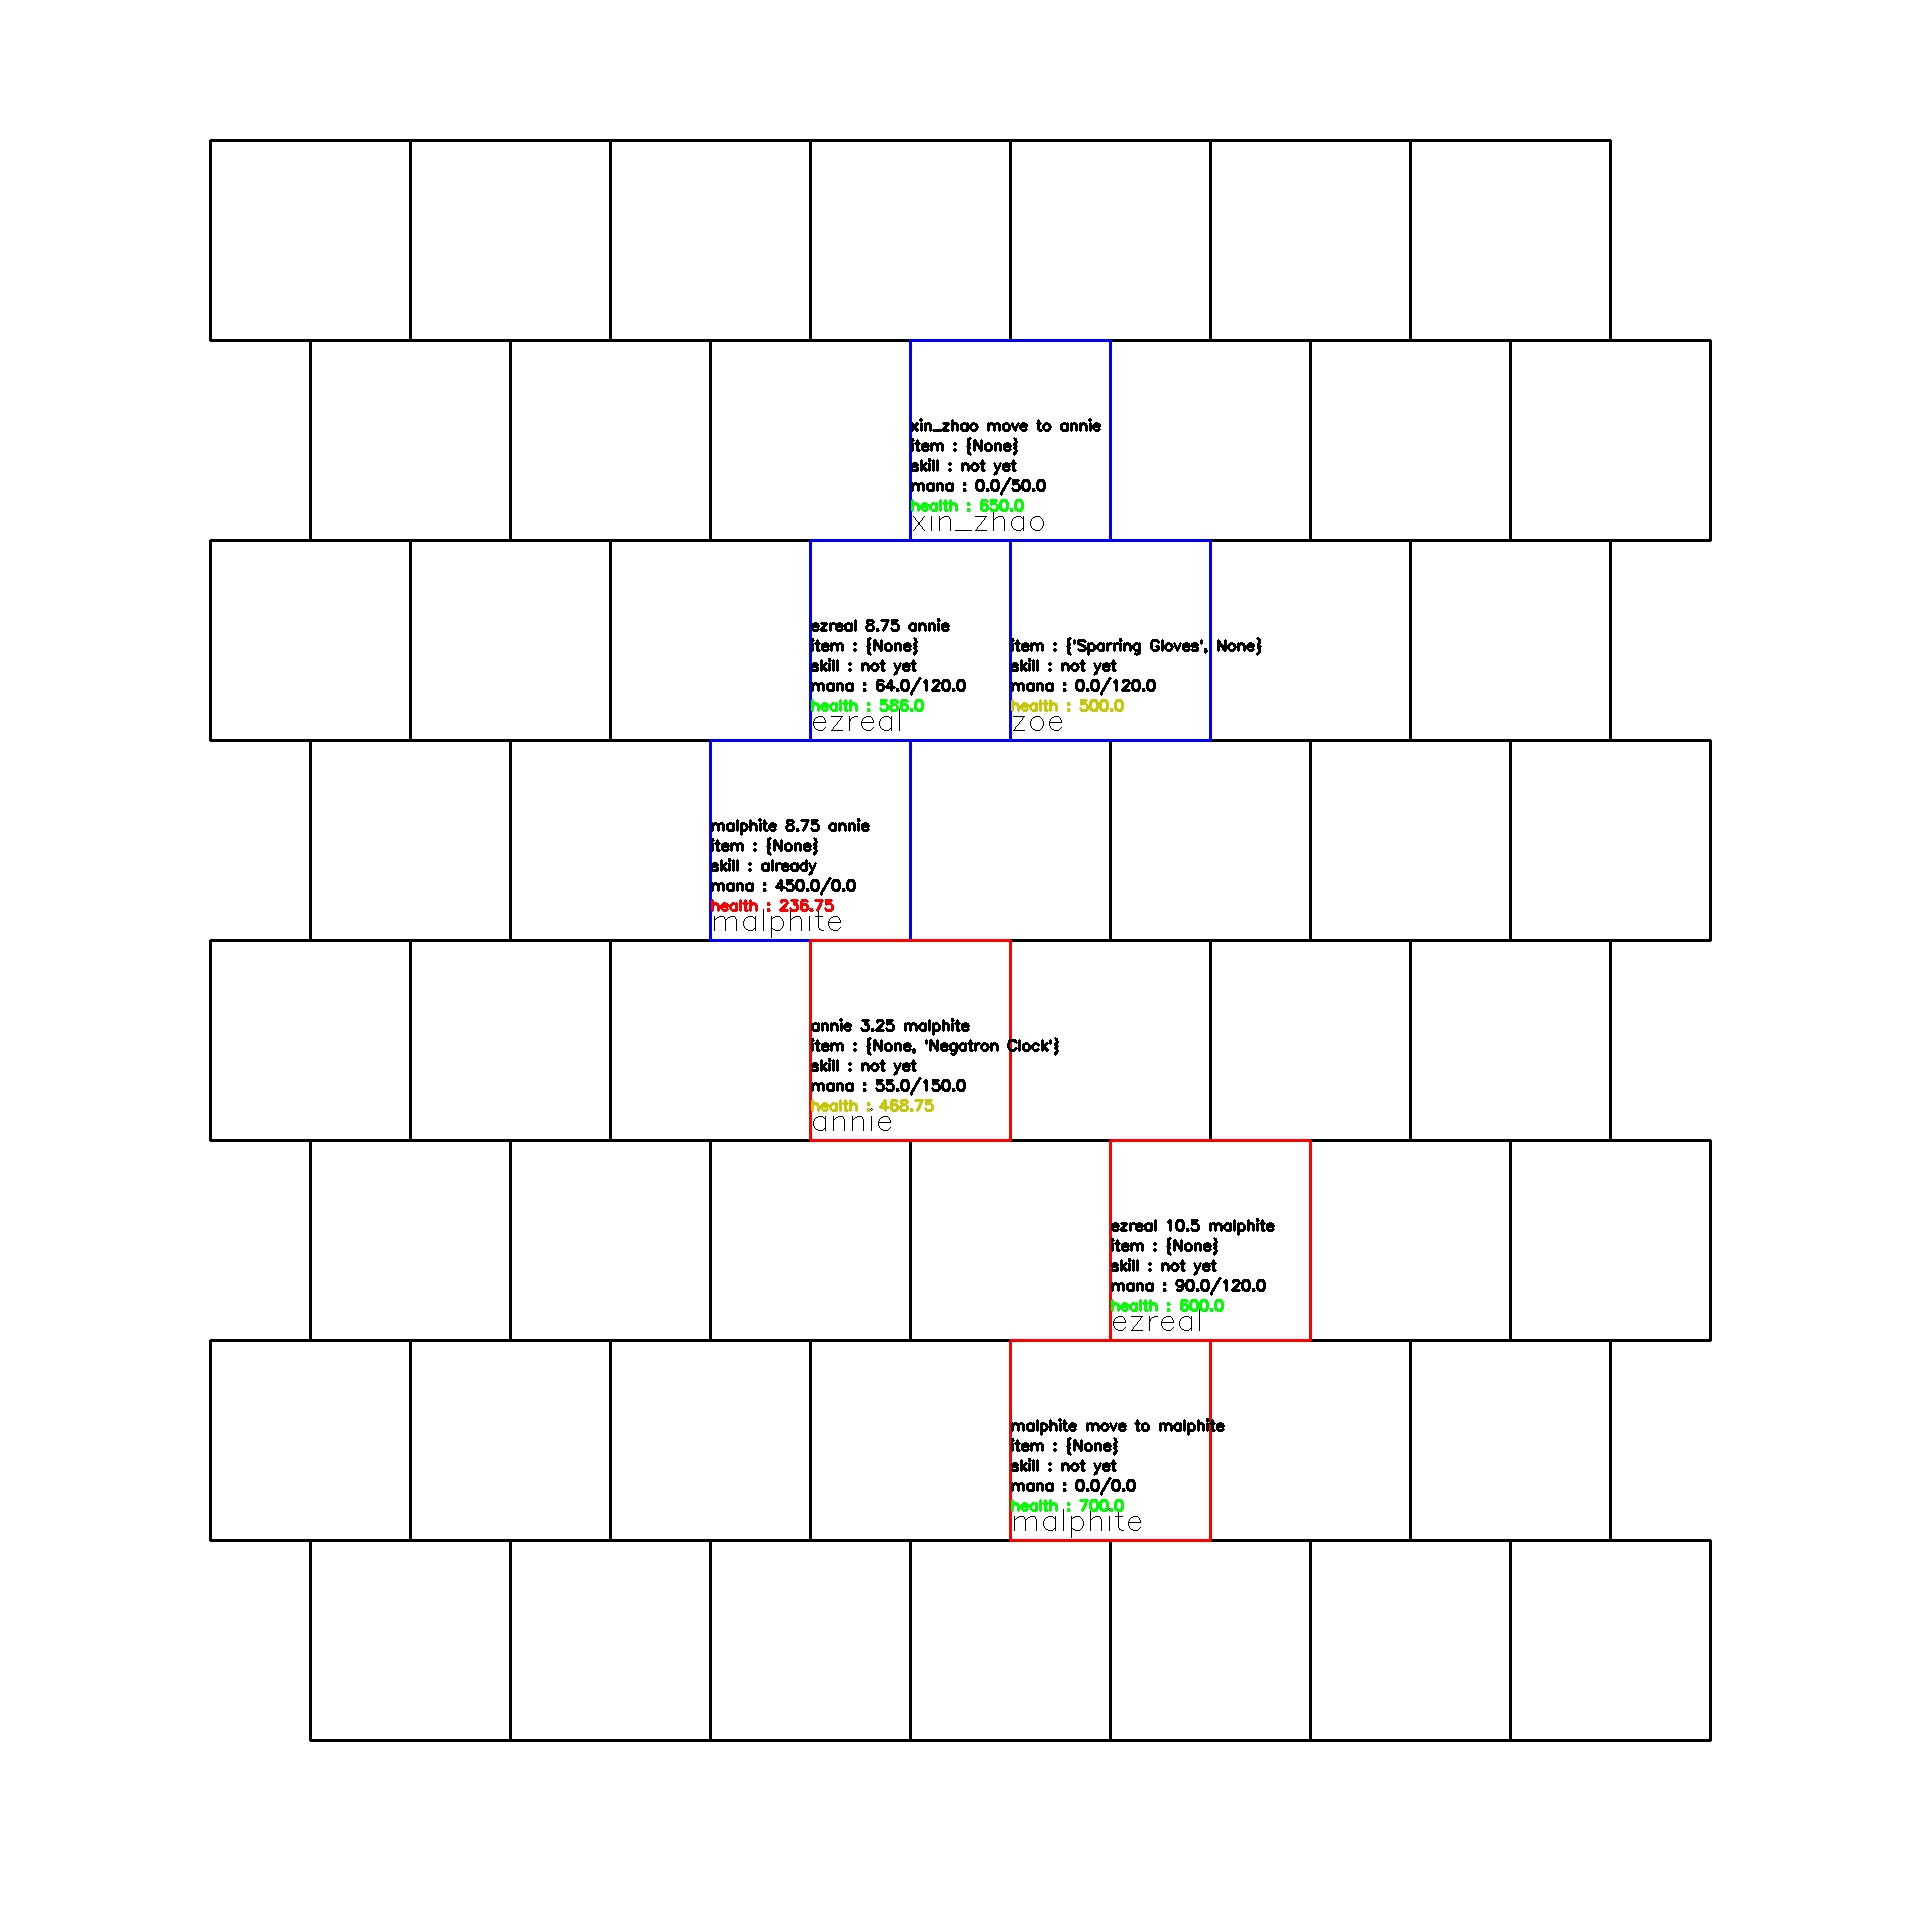 xin_zhao move to annie
item : {None}
skill : not yet
mana : 0.0/50.0
health : 650.0
xin_zhao
ezreal 8.75 annie
item : {None}
skill : not yet
mana : 64.0/120.0
health : 586.0
ezreal
item : {'Sparring Gloves', None}
skill : not yet
mana : 0.0/120.0
health : 500.0
zoe
malphite 8.75 annie
item : {None}
skill : already
mana : 450.0/0.0
health : 236.75
malphite
annie 3.25 malphite
item : {None, 'Negatron Clock'}
skill : not yet
mana : 55.0/150.0
health : 468.75
annie
ezreal 10.5 malphite
item : {None}
skill : not yet
mana : 90.0/120.0
health : 600.0
ezreal
malphite move to malphite
item : {None}
skill : not yet
mana : 0.0/0.0
health : 700.0
malphite